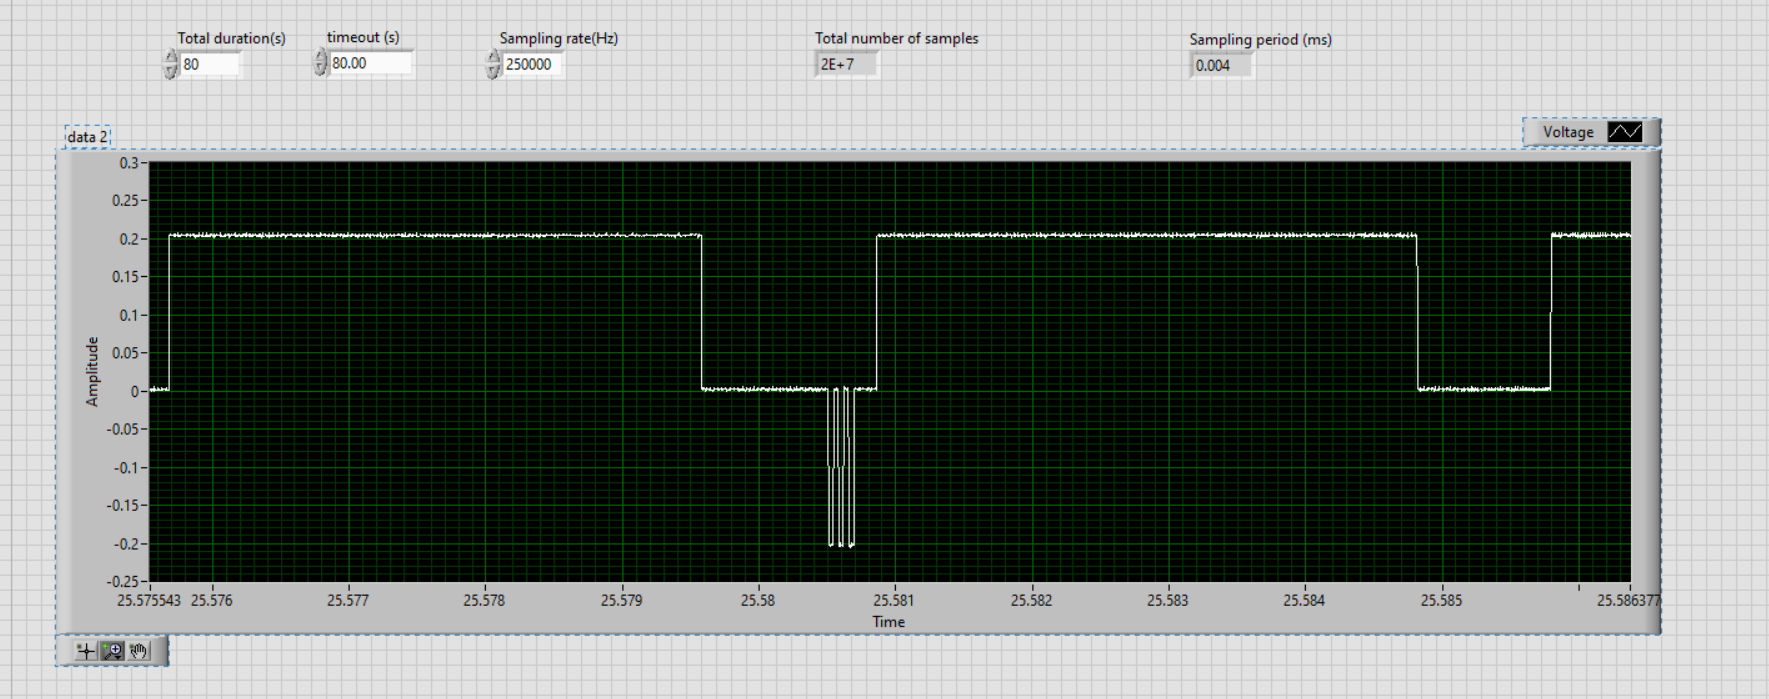 Total duration(s) timeout (s) Sampling rate(Hz) Total number of samples Sampling period (ms)
80 80.00 250000 2E+7 0.004
data 2 Voltage
0.3
0.25
0.2
0.15
0.1
0.05
0
-0.05
-0.1
-0.15
-0.2
-0.25
Amplitude
25.575543 25.576 25.577 25.578 25.579 25.58 25.581 25.582 25.583 25.584 25.585 25.586377
Time